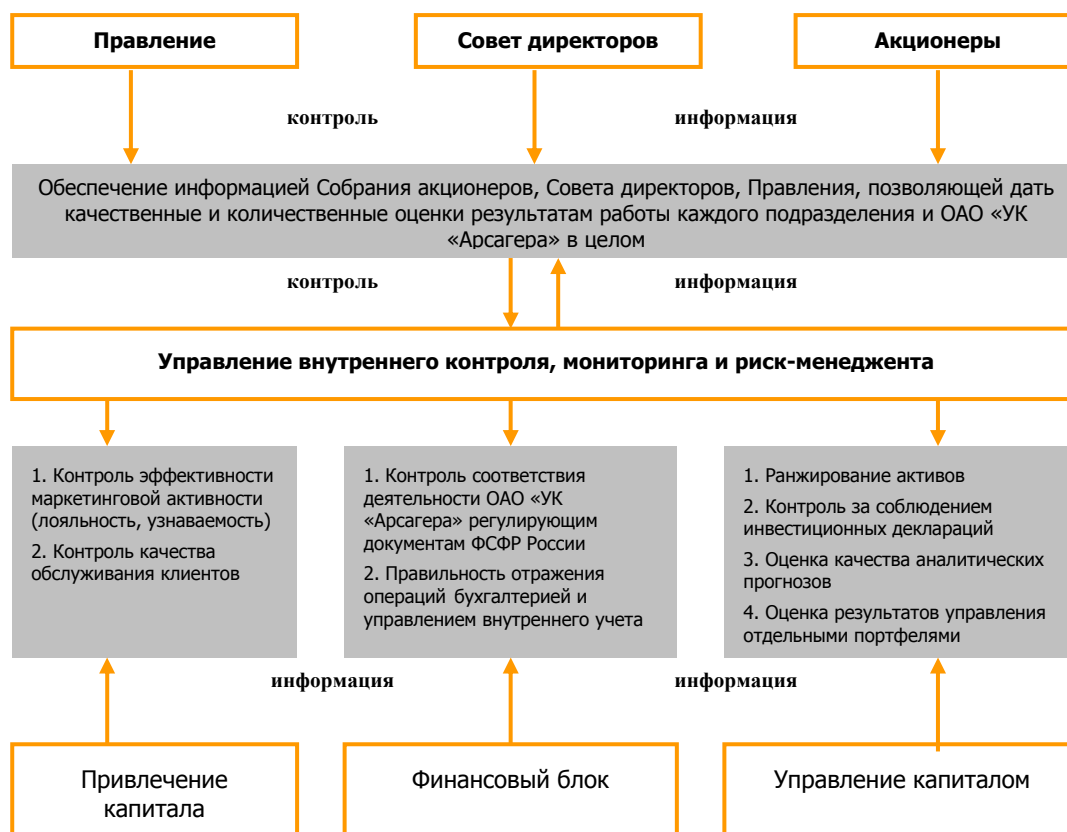 Правление
Совет директоров
Акционеры
контроль
информация
Обеспечение информацией Собрания акционеров, Совета директоров, Правления, позволяющей дать
качественные и количественные оценки результатам работы каждого подразделения и ОАО «УК
«Арсагера» в целом
контроль
информация
Управление внутреннего контроля, мониторинга и риск-менеджента
1. Контроль эффективности
маркетинговой активности
(лояльность, узнаваемость)
2. Контроль качества
обслуживания клиентов
1. Контроль соответствия
деятельности ОАО «УК
«Арсагера» регулирующим
документам ФСФР России
2. Правильность отражения
операций бухгалтерией и
управлением внутреннего учета
1. Ранжирование активов
2. Контроль за соблюдением
инвестиционных деклараций
3. Оценка качества аналитических
прогнозов
4. Оценка результатов управления
отдельными портфелями
информация
информация
Привлечение
капитала
Финансовый блок
Управление капиталом